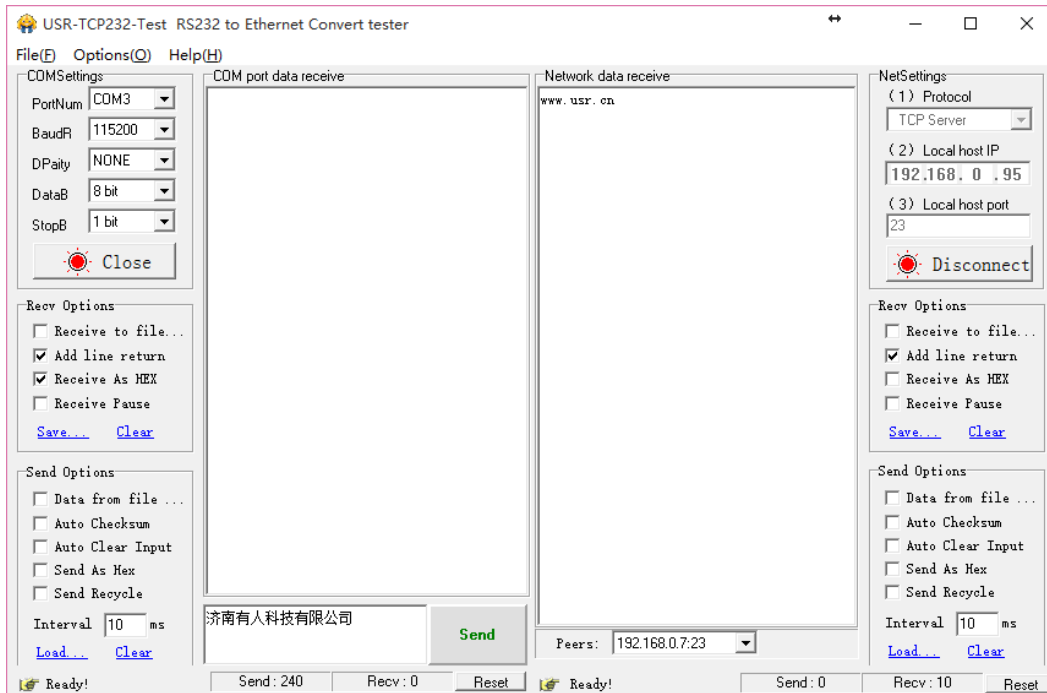 USR-TCP232-Test RS232 to Ethernet Convert tester
File(F) Options(O) Help(H)
COMSettings
PortNum COM3
BaudR 115200
DPaity NONE
DataB 8 bit
StopB 1 bit
Close
Recv Options
Receive to file...
Add line return
Receive As HEX
Receive Pause
Save... Clear
Send Options
Data from file ...
Auto Checksum
Auto Clear Input
Send As Hex
Send Recycle
Interval 10 ms
Load... Clear
Ready!
COM port data receive
济南有人科技有限公司
Send
Send : 240 Recv : 0 Reset
Network data receive
www.usr.cn
Peers: 192.168.0.7:23
Ready! Send : 0 Recv : 10 Reset
NetSettings
(1) Protocol
TCP Server
(2) Local host IP
192.168. 0 .95
(3) Local host port
23
Disconnect
Recv Options
Receive to file...
Add line return
Receive As HEX
Receive Pause
Save... Clear
Send Options
Data from file ...
Auto Checksum
Auto Clear Input
Send As Hex
Send Recycle
Interval 10 ms
Load... Clear